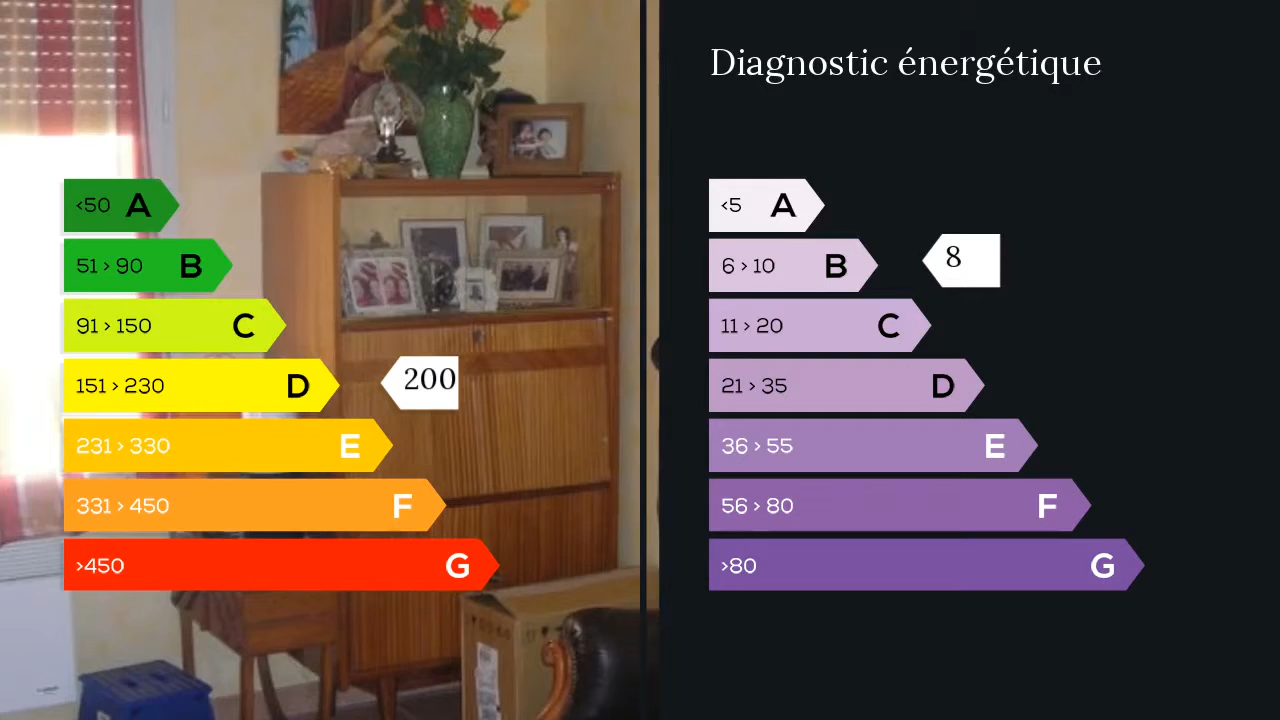 Diagnostic énergétique
<50 A
51 > 90 B
91 > 150 C
151 > 230 D
200
231 > 330 E
331 > 450 F
>450 G
<5 A
6 > 10 B
8
11 > 20 C
21 > 35 D
36 > 55 E
56 > 80 F
>80 G